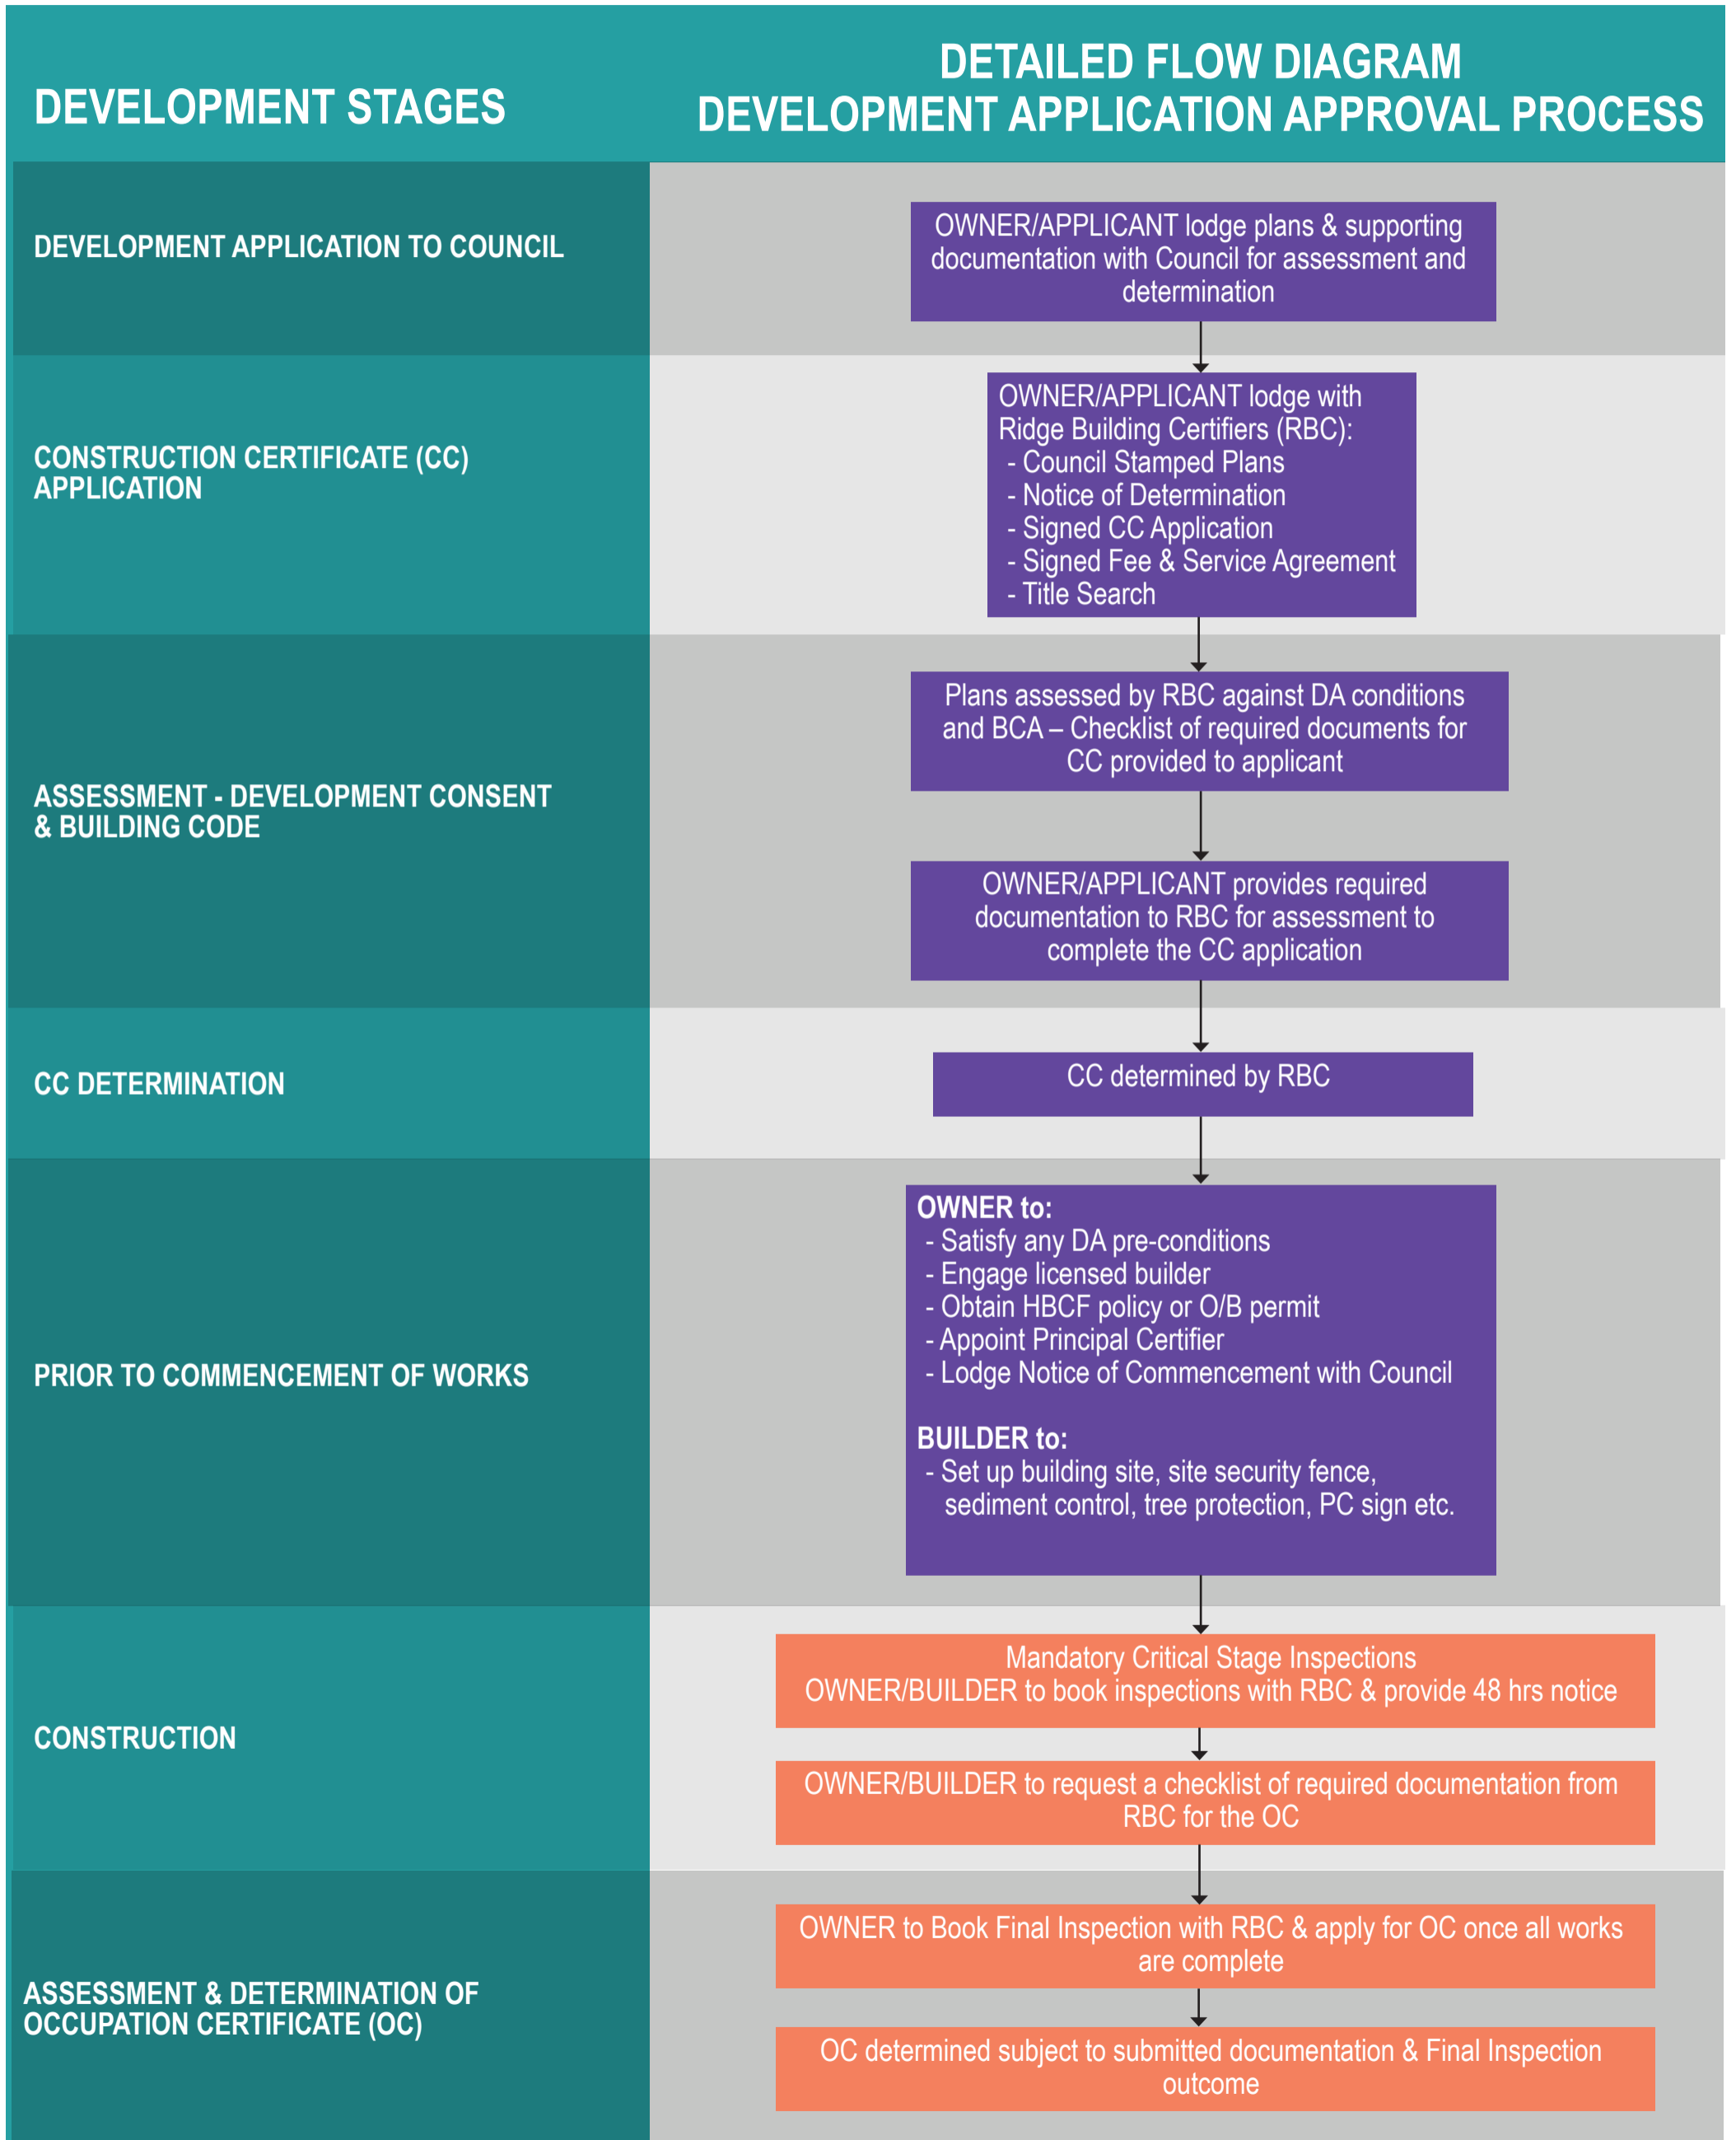 DEVELOPMENT STAGES
DETAILED FLOW DIAGRAM
DEVELOPMENT APPLICATION APPROVAL PROCESS
DEVELOPMENT APPLICATION TO COUNCIL
OWNER/APPLICANT lodge plans & supporting
documentation with Council for assessment and
determination
CONSTRUCTION CERTIFICATE (CC)
APPLICATION
OWNER/APPLICANT lodge with
Ridge Building Certifiers (RBC):
- Council Stamped Plans
- Notice of Determination
- Signed CC Application
- Signed Fee & Service Agreement
- Title Search
ASSESSMENT - DEVELOPMENT CONSENT
& BUILDING CODE
Plans assessed by RBC against DA conditions
and BCA – Checklist of required documents for
CC provided to applicant
OWNER/APPLICANT provides required
documentation to RBC for assessment to
complete the CC application
CC DETERMINATION
CC determined by RBC
PRIOR TO COMMENCEMENT OF WORKS
OWNER to:
- Satisfy any DA pre-conditions
- Engage licensed builder
- Obtain HBCF policy or O/B permit
- Appoint Principal Certifier
- Lodge Notice of Commencement with Council
BUILDER to:
- Set up building site, site security fence,
sediment control, tree protection, PC sign etc.
CONSTRUCTION
Mandatory Critical Stage Inspections
OWNER/BUILDER to book inspections with RBC & provide 48 hrs notice
OWNER/BUILDER to request a checklist of required documentation from
RBC for the OC
ASSESSMENT & DETERMINATION OF
OCCUPATION CERTIFICATE (OC)
OWNER to Book Final Inspection with RBC & apply for OC once all works
are complete
OC determined subject to submitted documentation & Final Inspection
outcome